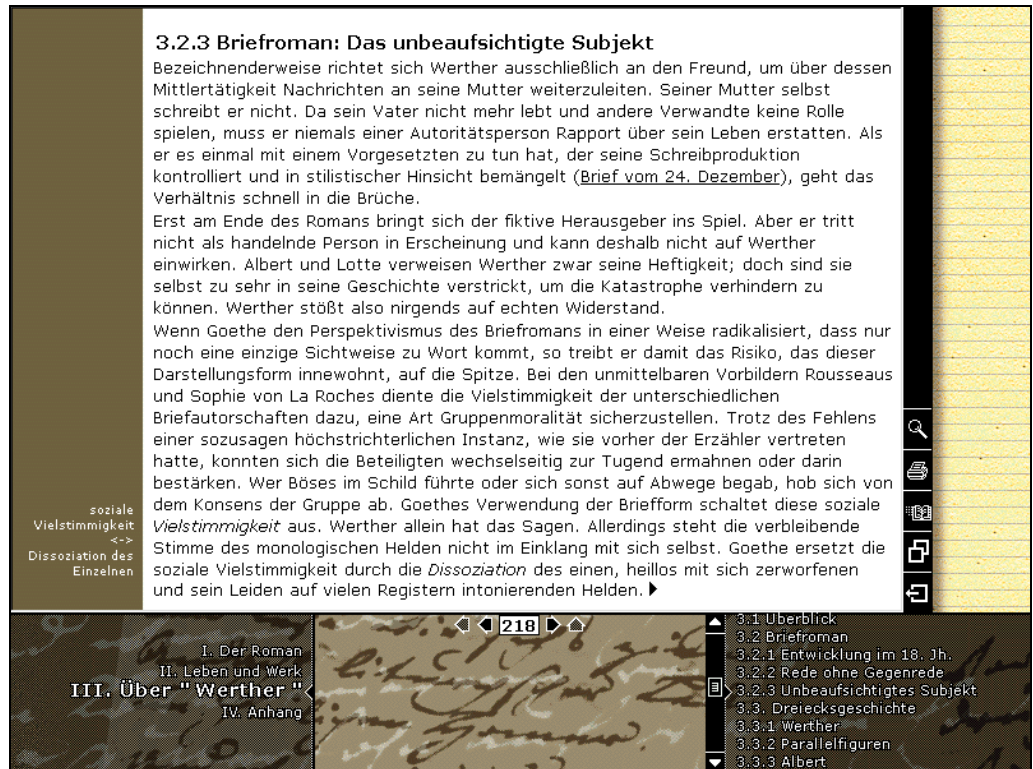 3.2.3 Briefroman: Das unbeaufsichtigte Subjekt
Bezeichnenderweise richtet sich Werther ausschließlich an den Freund, um über dessen
Mittlertätigkeit Nachrichten an seine Mutter weiterzuleiten. Seiner Mutter selbst
schreibt er nicht. Da sein Vater nicht mehr lebt und andere Verwandte keine Rolle
spielen, muss er niemals einer Autoritätsperson Rapport über sein Leben erstatten. Als
er es einmal mit einem Vorgesetzten zu tun hat, der seine Schreibproduktion
kontrolliert und in stilistischer Hinsicht bemängelt (Brief vom 24. Dezember), geht das
Verhältnis schnell in die Brüche.
Erst am Ende des Romans bringt sich der fiktive Herausgeber ins Spiel. Aber er tritt
nicht als handelnde Person in Erscheinung und kann deshalb nicht auf Werther
einwirken. Albert und Lotte verweisen Werther zwar seine Heftigkeit; doch sind sie
selbst zu sehr in seine Geschichte verstrickt, um die Katastrophe verhindern zu
können. Werther stößt also nirgends auf echten Widerstand.
Wenn Goethe den Perspektivismus des Briefromans in einer Weise radikalisiert, dass nur
noch eine einzige Sichtweise zu Wort kommt, so treibt er damit das Risiko, das dieser
Darstellungsform innewohnt, auf die Spitze. Bei den unmittelbaren Vorbildern Rousseaus
und Sophie von La Roches diente die Vielstimmigkeit der unterschiedlichen
Briefautorschaften dazu, eine Art Gruppenmoralität sicherzustellen. Trotz des Fehlens
einer sozusagen höchstrichterlichen Instanz, wie sie vorher der Erzähler vertreten
hatte, konnten sich die Beteiligten wechselseitig zur Tugend ermahnen oder darin
bestärken. Wer Böses im Schild führte oder sich sonst auf Abwege begab, hob sich von
dem Konsens der Gruppe ab. Goethes Verwendung der Briefform schaltet diese soziale
Vielstimmigkeit aus. Werther allein hat das Sagen. Allerdings steht die verbleibende
Stimme des monologischen Helden nicht im Einklang mit sich selbst. Goethe ersetzt die
soziale Vielstimmigkeit durch die Dissoziation des einen, heillos mit sich zerworfenen
und sein Leiden auf vielen Registern intonierenden Helden.
soziale
Vielstimmigkeit
<->
Dissoziation des
Einzelnen
I. Der Roman
II. Leben und Werk
III. Über "Werther"
IV. Anhang
218
3.1 Überblick
3.2 Briefroman
3.2.1 Entwicklung im 18. Jh.
3.2.2 Rede ohne Gegenrede
3.2.3 Unbeaufsichtigtes Subjekt
3.3. Dreiecksgeschichte
3.3.1 Werther
3.3.2 Parallelfiguren
3.3.3 Albert